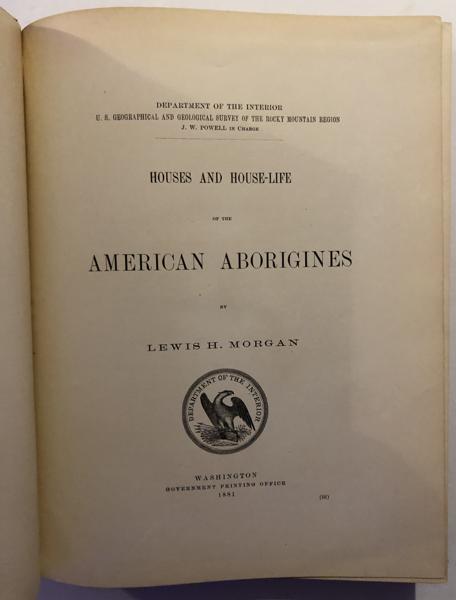 DEPARTMENT OF THE INTERIOR
U. S. GEOGRAPHICAL AND GEOLOGICAL SURVEY OF THE ROCKY MOUNTAIN REGION
J. W. POWELL IN CHARGE
HOUSES AND HOUSE-LIFE
OF THE
AMERICAN ABORIGINES
BY
LEWIS H. MORGAN
DEPARTMENT OF THE INTERIOR
WASHINGTON
GOVERNMENT PRINTING OFFICE
1881